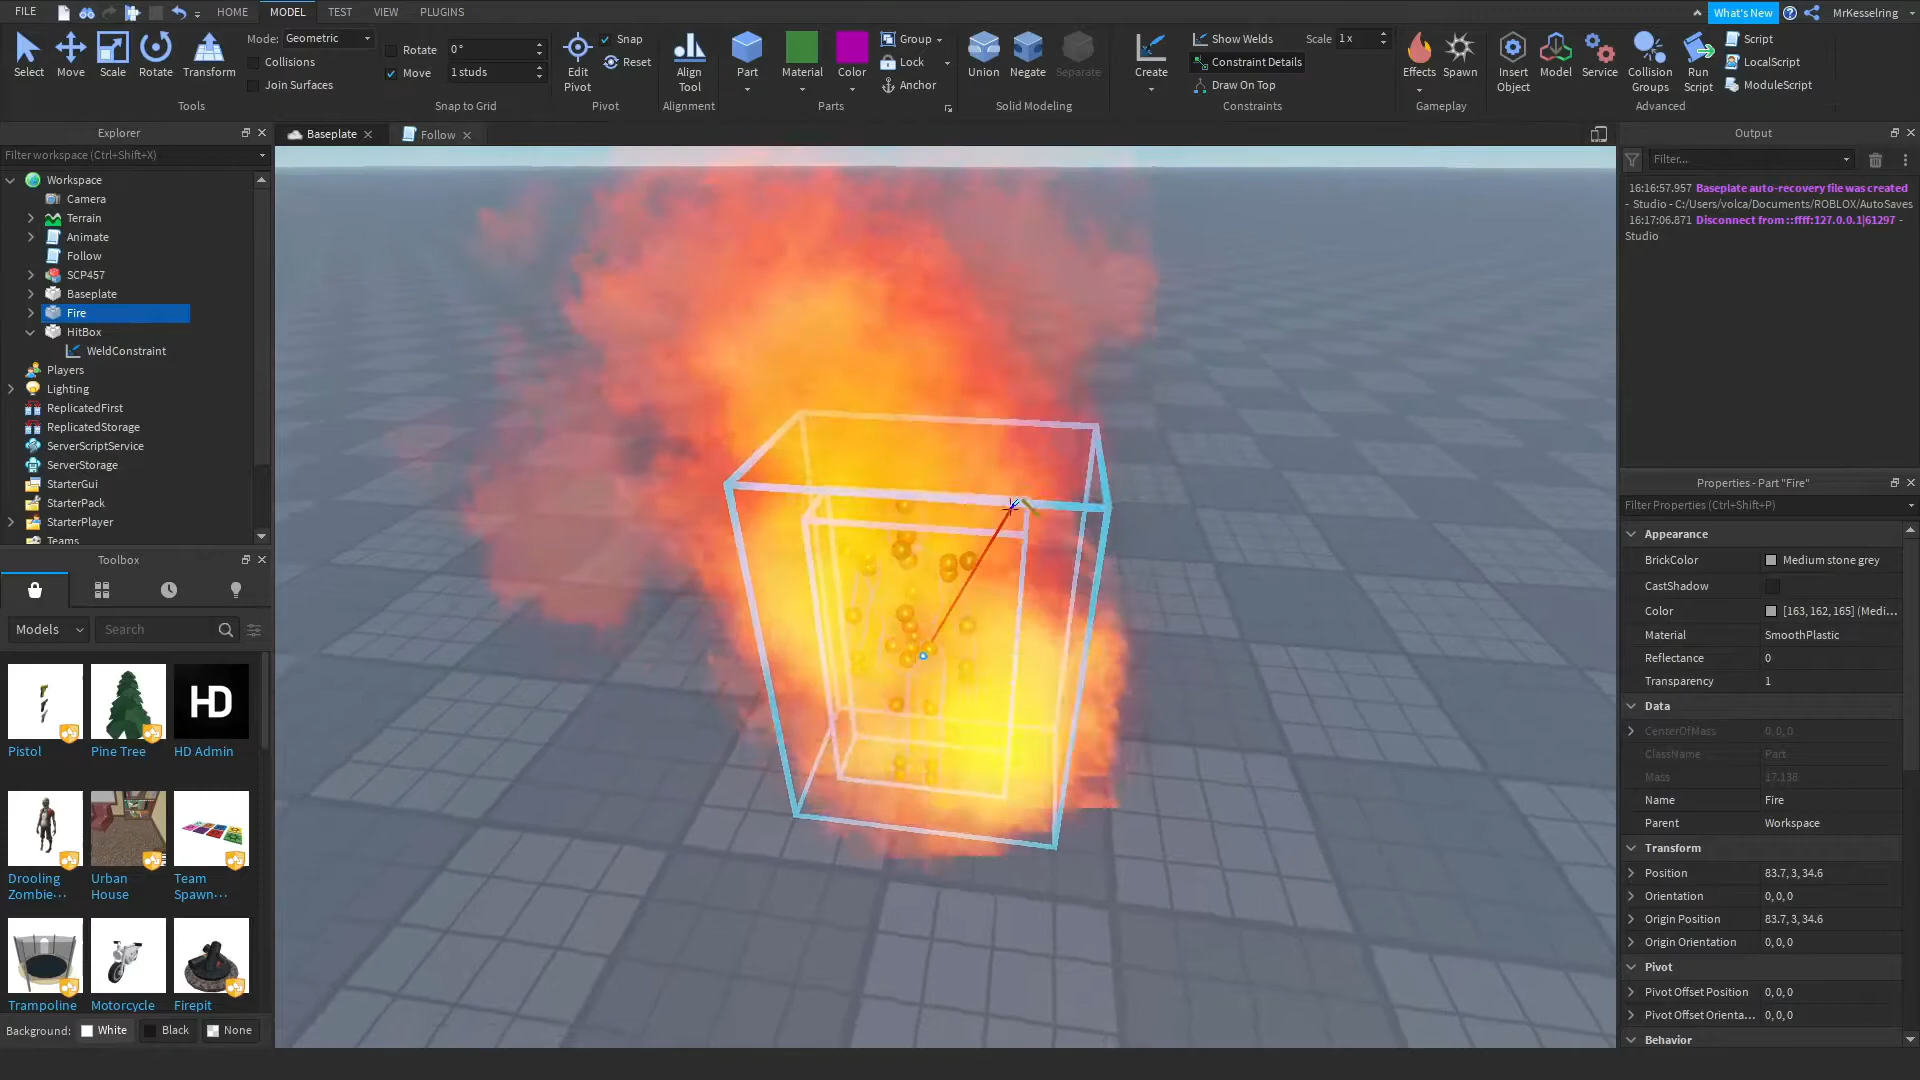 FILE
HOME
MODEL
TEST
VIEW
PLUGINS
What's New
MrKesselring
Select
Move
Scale
Rotate
Transform
Tools
Mode:
Geometric
Collisions
Join Surfaces
Rotate
0 °
Move
1 studs
Snap to Grid
Edit
Pivot
Snap
Reset
Pivot
Align
Tool
Alignment
Part
Material
Color
Group
Lock
Anchor
Parts
Union
Negate
Separate
Solid Modeling
Create
Show Welds
Scale
1 x
Constraint Details
Draw On Top
Constraints
Effects
Spawn
Gameplay
Insert
Object
Model
Service
Collision
Groups
Run
Script
Script
LocalScript
ModuleScript
Advanced
Explorer
Filter workspace (Ctrl+Shift+X)
Workspace
Camera
Terrain
Animate
Follow
SCP457
Baseplate
Fire
HitBox
WeldConstraint
Players
Lighting
ReplicatedFirst
ReplicatedStorage
ServerScriptService
ServerStorage
StarterGui
StarterPack
StarterPlayer
Teams
Toolbox
Models
Search
Pistol
Pine Tree
HD
HD Admin
Drooling
Zombie...
Urban
House
Team
Spawn...
Trampoline
Motorcycle
Firepit
Background:
White
Black
None
Baseplate
Follow
Output
Filter...
16:16:57.957 Baseplate auto-recovery file was created
- Studio - C:/Users/volca/Documents/ROBLOX/AutoSaves
16:17:06.871 Disconnect from ::ffff:127.0.0.1|61297 -
Studio
Properties - Part "Fire"
Filter Properties (Ctrl+Shift+P)
Appearance
BrickColor
Medium stone grey
CastShadow
Color
[163, 162, 165] (Medi...
Material
SmoothPlastic
Reflectance
0
Transparency
1
Data
CenterOfMass
0, 0, 0
ClassName
Part
Mass
17.138
Name
Fire
Parent
Workspace
Transform
Position
83.7, 3, 34.6
Orientation
0, 0, 0
Origin Position
83.7, 3, 34.6
Origin Orientation
0, 0, 0
Pivot
Pivot Offset Position
0, 0, 0
Pivot Offset Orienta...
0, 0, 0
Behavior